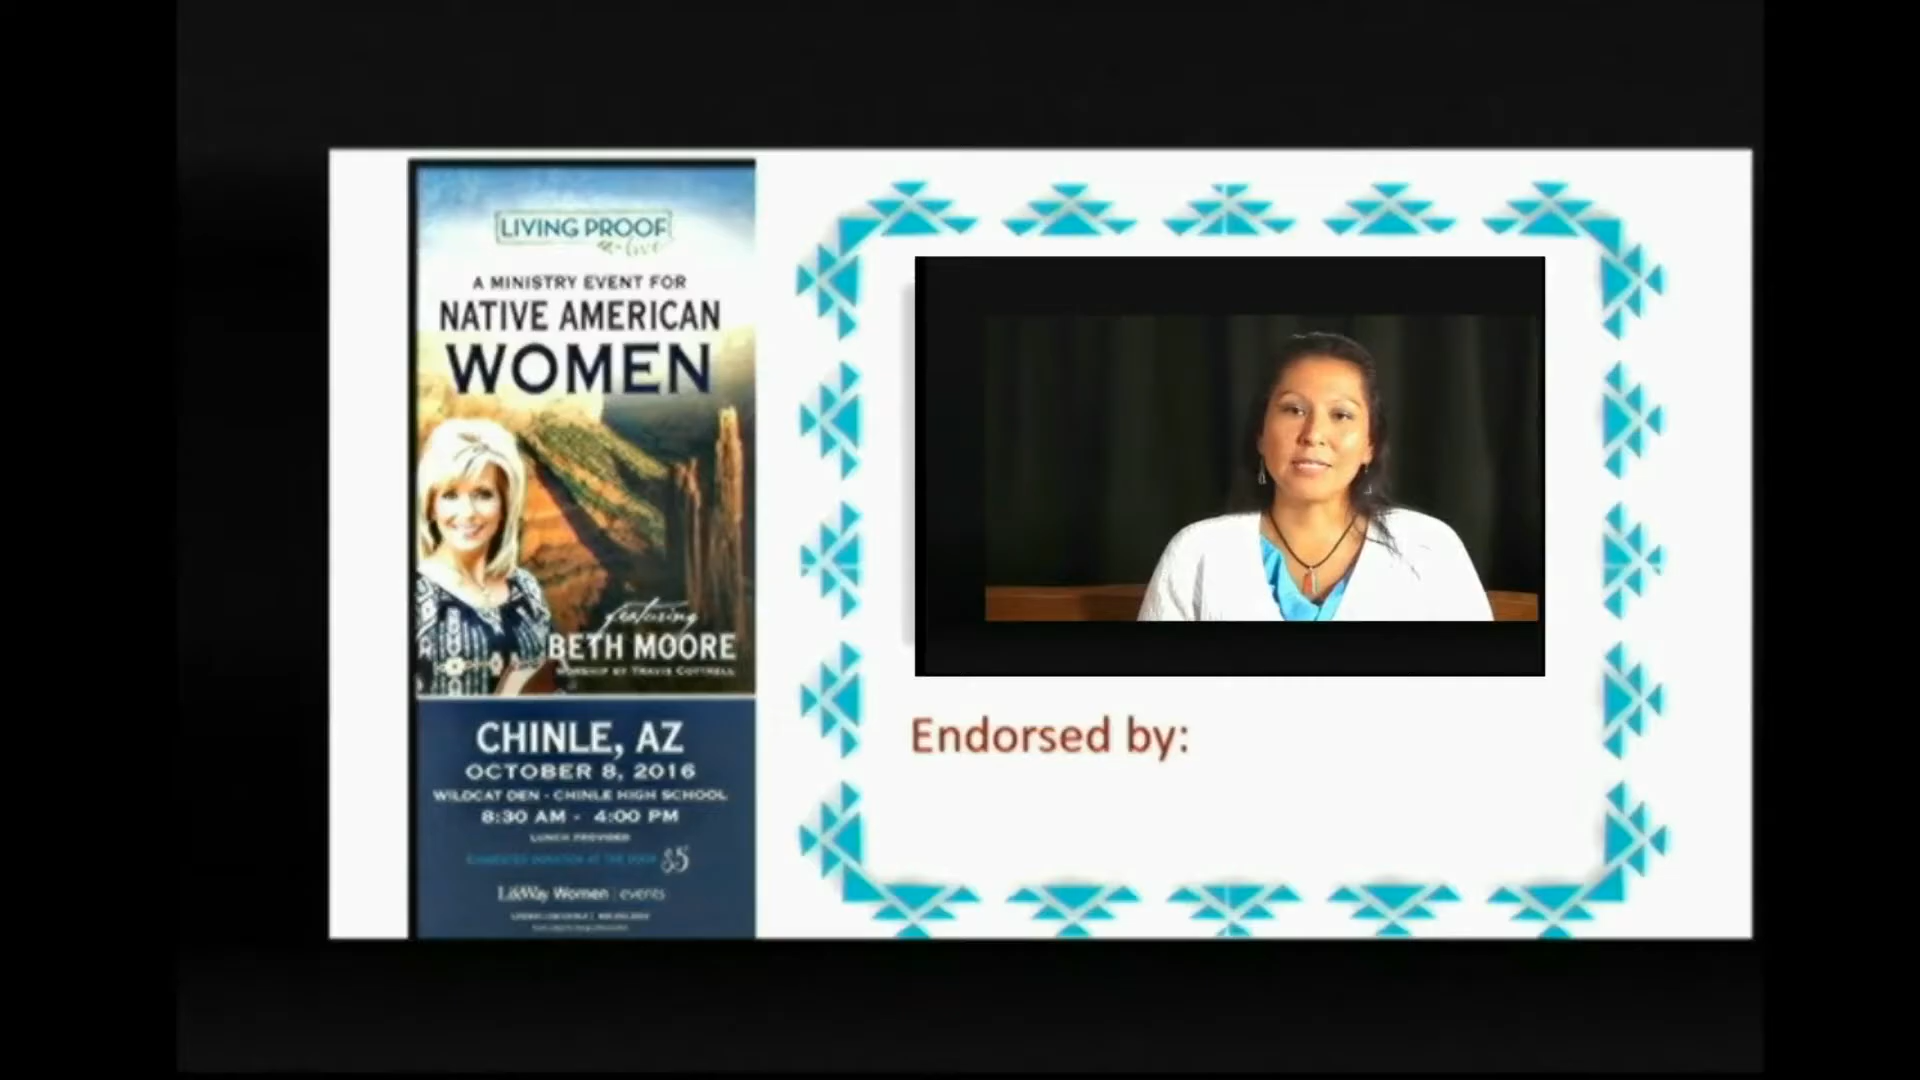 LIVING PROOF
live
A MINISTRY EVENT FOR
NATIVE AMERICAN
WOMEN
featuring
BETH MOORE
WORSHIP BY TRAVIS COTTRELL
CHINLE, AZ
OCTOBER 8, 2016
WILDCAT DEN - CHINLE HIGH SCHOOL
8:30 AM - 4:00 PM
LUNCH PROVIDED
SUGGESTED DONATION AT THE DOOR $5
LifeWay Women | events
Endorsed by: